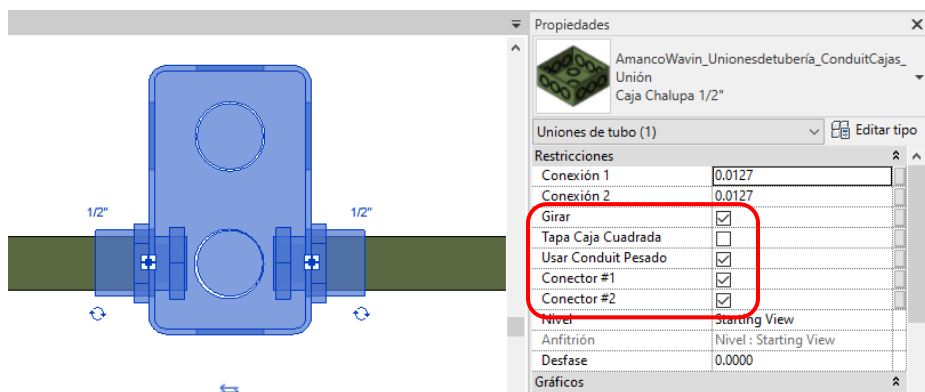 Propiedades
AmancoWavin_Unionesdetubería_ConduitCajas_
Unión
Caja Chalupa 1/2"
Uniones de tubo (1)
Editar tipo
Restricciones
Conexión 1 0.0127
Conexión 2 0.0127
Girar
Tapa Caja Cuadrada
Usar Conduit Pesado
Conector #1
Conector #2
Nivel Starting View
Anfitrión Nivel : Starting View
Desfase 0.0000
Gráficos
1/2" 1/2"